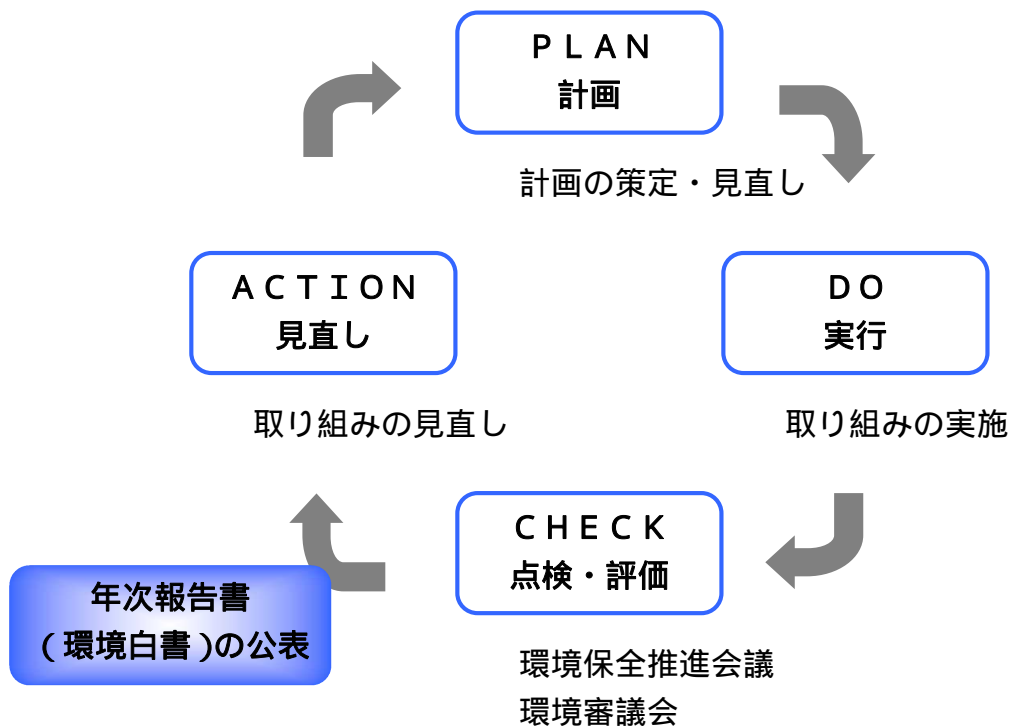 ＰＬＡＮ
計画
計画の策定・見直し
ＡＣＴＩＯＮ
見直し
取り組みの見直し
ＤＯ
実行
取り組みの実施
ＣＨＥＣＫ
点検・評価
環境保全推進会議
環境審議会
年次報告書
(環境白書)の公表